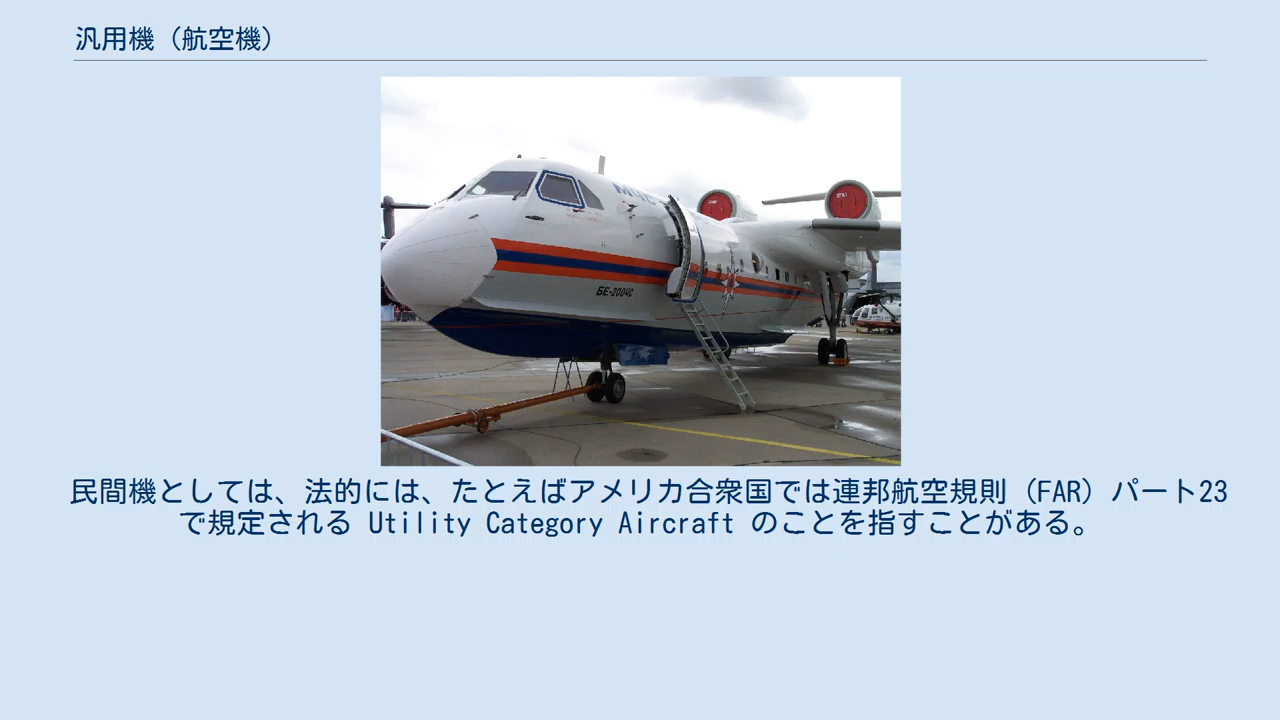 汎用機（航空機）
МЧС
БЕ-200ЧС
民間機としては、法的には、たとえばアメリカ合衆国では連邦航空規則（FAR）パート23
で規定される Utility Category Aircraft のことを指すことがある。